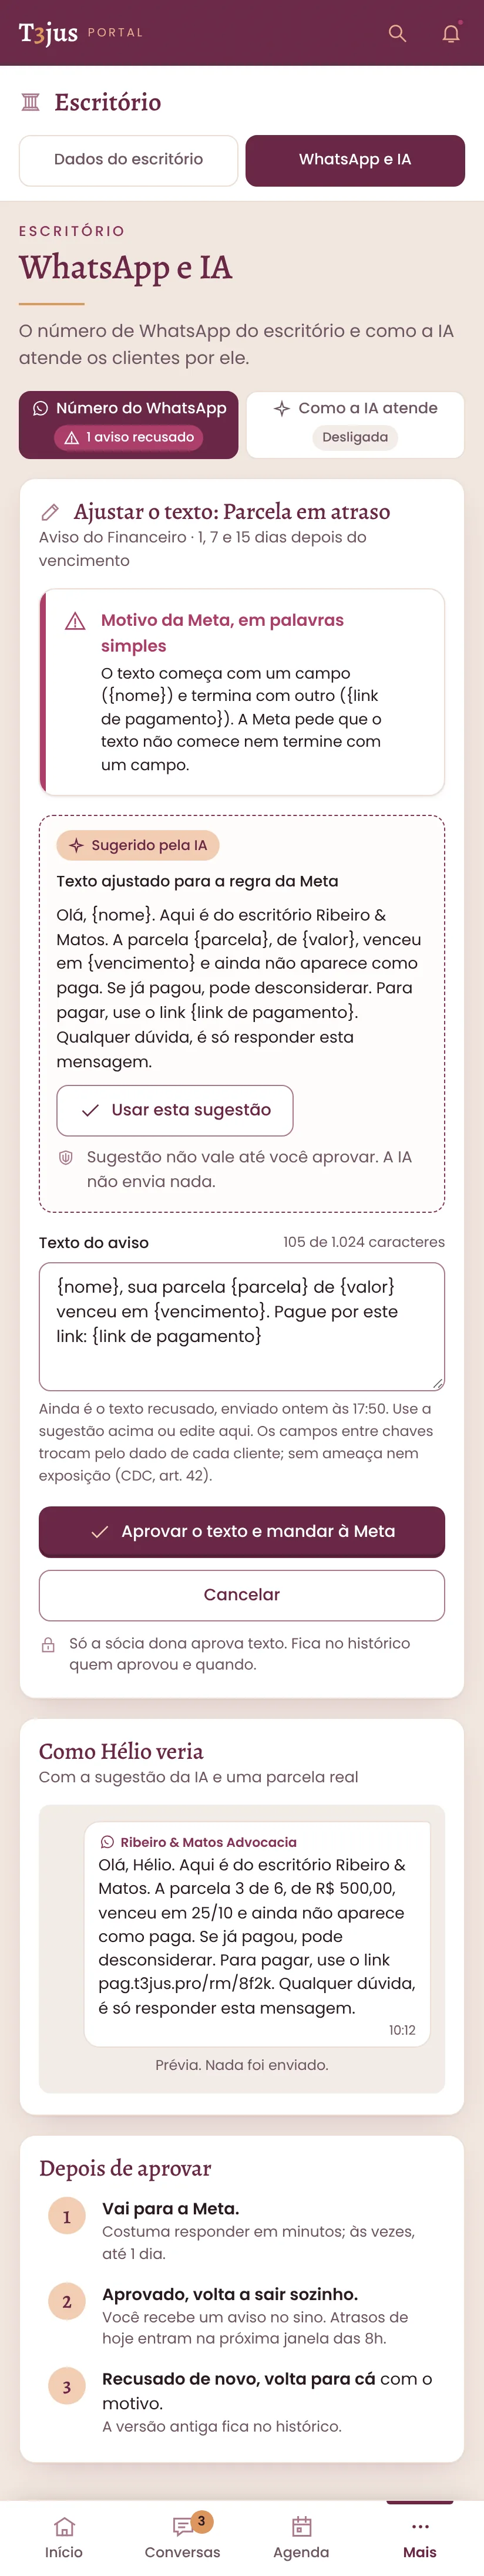 T3jus PORTAL
Escritório
Dados do escritório
WhatsApp e IA
ESCRITÓRIO
WhatsApp e IA
O número de WhatsApp do escritório e como a IA
atende os clientes por ele.
Número do WhatsApp
1 aviso recusado
Como a IA atende
Desligada
Ajustar o texto: Parcela em atraso
Aviso do Financeiro · 1, 7 e 15 dias depois do
vencimento
Motivo da Meta, em palavras
simples
O texto começa com um campo
({nome}) e termina com outro ({link
de pagamento}). A Meta pede que o
texto não comece nem termine com
um campo.
Sugerido pela IA
Texto ajustado para a regra da Meta
Olá, {nome}. Aqui é do escritório Ribeiro &
Matos. A parcela {parcela}, de {valor}, venceu
em {vencimento} e ainda não aparece como
paga. Se já pagou, pode desconsiderar. Para
pagar, use o link {link de pagamento}.
Qualquer dúvida, é só responder esta
mensagem.
Usar esta sugestão
Sugestão não vale até você aprovar. A IA
não envia nada.
Texto do aviso
105 de 1.024 caracteres
{nome}, sua parcela {parcela} de {valor}
venceu em {vencimento}. Pague por este
link: {link de pagamento}
Ainda é o texto recusado, enviado ontem às 17:50. Use a
sugestão acima ou edite aqui. Os campos entre chaves
trocam pelo dado de cada cliente; sem ameaça nem
exposição (CDC, art. 42).
Aprovar o texto e mandar à Meta
Cancelar
Só a sócia dona aprova texto. Fica no histórico
quem aprovou e quando.
Como Hélio veria
Com a sugestão da IA e uma parcela real
Ribeiro & Matos Advocacia
Olá, Hélio. Aqui é do escritório Ribeiro &
Matos. A parcela 3 de 6, de R$ 500,00,
venceu em 25/10 e ainda não aparece
como paga. Se já pagou, pode
desconsiderar. Para pagar, use o link
pag.t3jus.pro/rm/8f2k. Qualquer dúvida,
é só responder esta mensagem.
10:12
Prévia. Nada foi enviado.
Depois de aprovar
1
Vai para a Meta.
Costuma responder em minutos; às vezes,
até 1 dia.
2
Aprovado, volta a sair sozinho.
Você recebe um aviso no sino. Atrasos de
hoje entram na próxima janela das 8h.
3
Recusado de novo, volta para cá com o
motivo.
A versão antiga fica no histórico.
Início
3
Conversas
Agenda
Mais